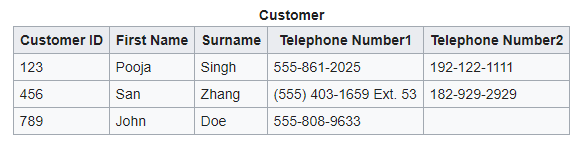 Customer
Customer ID First Name Surname Telephone Number1 Telephone Number2
123 Pooja Singh 555-861-2025 192-122-1111
456 San Zhang (555) 403-1659 Ext. 53 182-929-2929
789 John Doe 555-808-9633